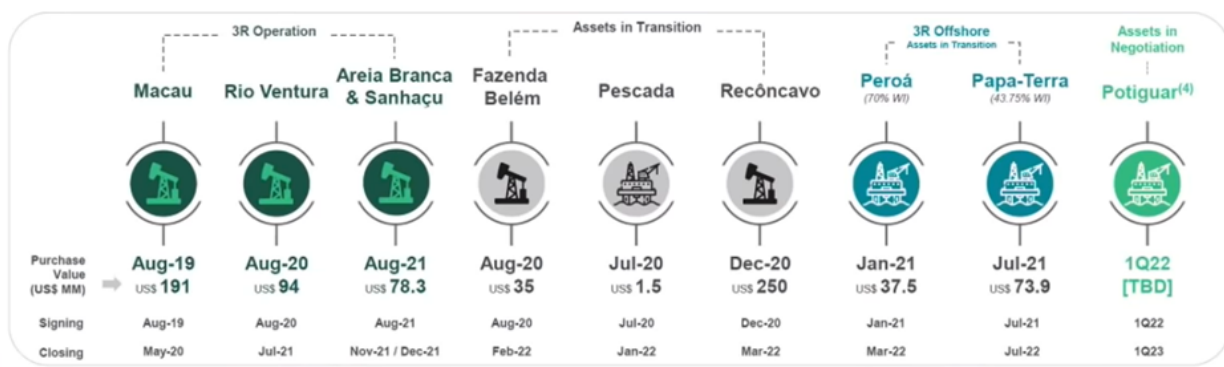 3R Operation
Assets in Transition
3R Offshore
Assets in Transition
Assets in
Negotiation
Macau
Rio Ventura
Areia Branca
& Sanhaçu
Fazenda
Belém
Pescada
Recôncavo
Peroá
(70% WI)
Papa-Terra
(43.75% WI)
Potiguar(4)
Purchase
Value
(US$ MM)
Aug-19 Aug-20 Aug-21 Aug-20 Jul-20 Dec-20 Jan-21 Jul-21 1Q22
US$ 191 US$ 94 US$ 78.3 US$ 35 US$ 1.5 US$ 250 US$ 37.5 US$ 73.9 [TBD]
Signing Aug-19 Aug-20 Aug-21 Aug-20 Jul-20 Dec-20 Jan-21 Jul-21 1Q22
Closing May-20 Jul-21 Nov-21 / Dec-21 Feb-22 Jan-22 Mar-22 Mar-22 Jul-22 1Q23